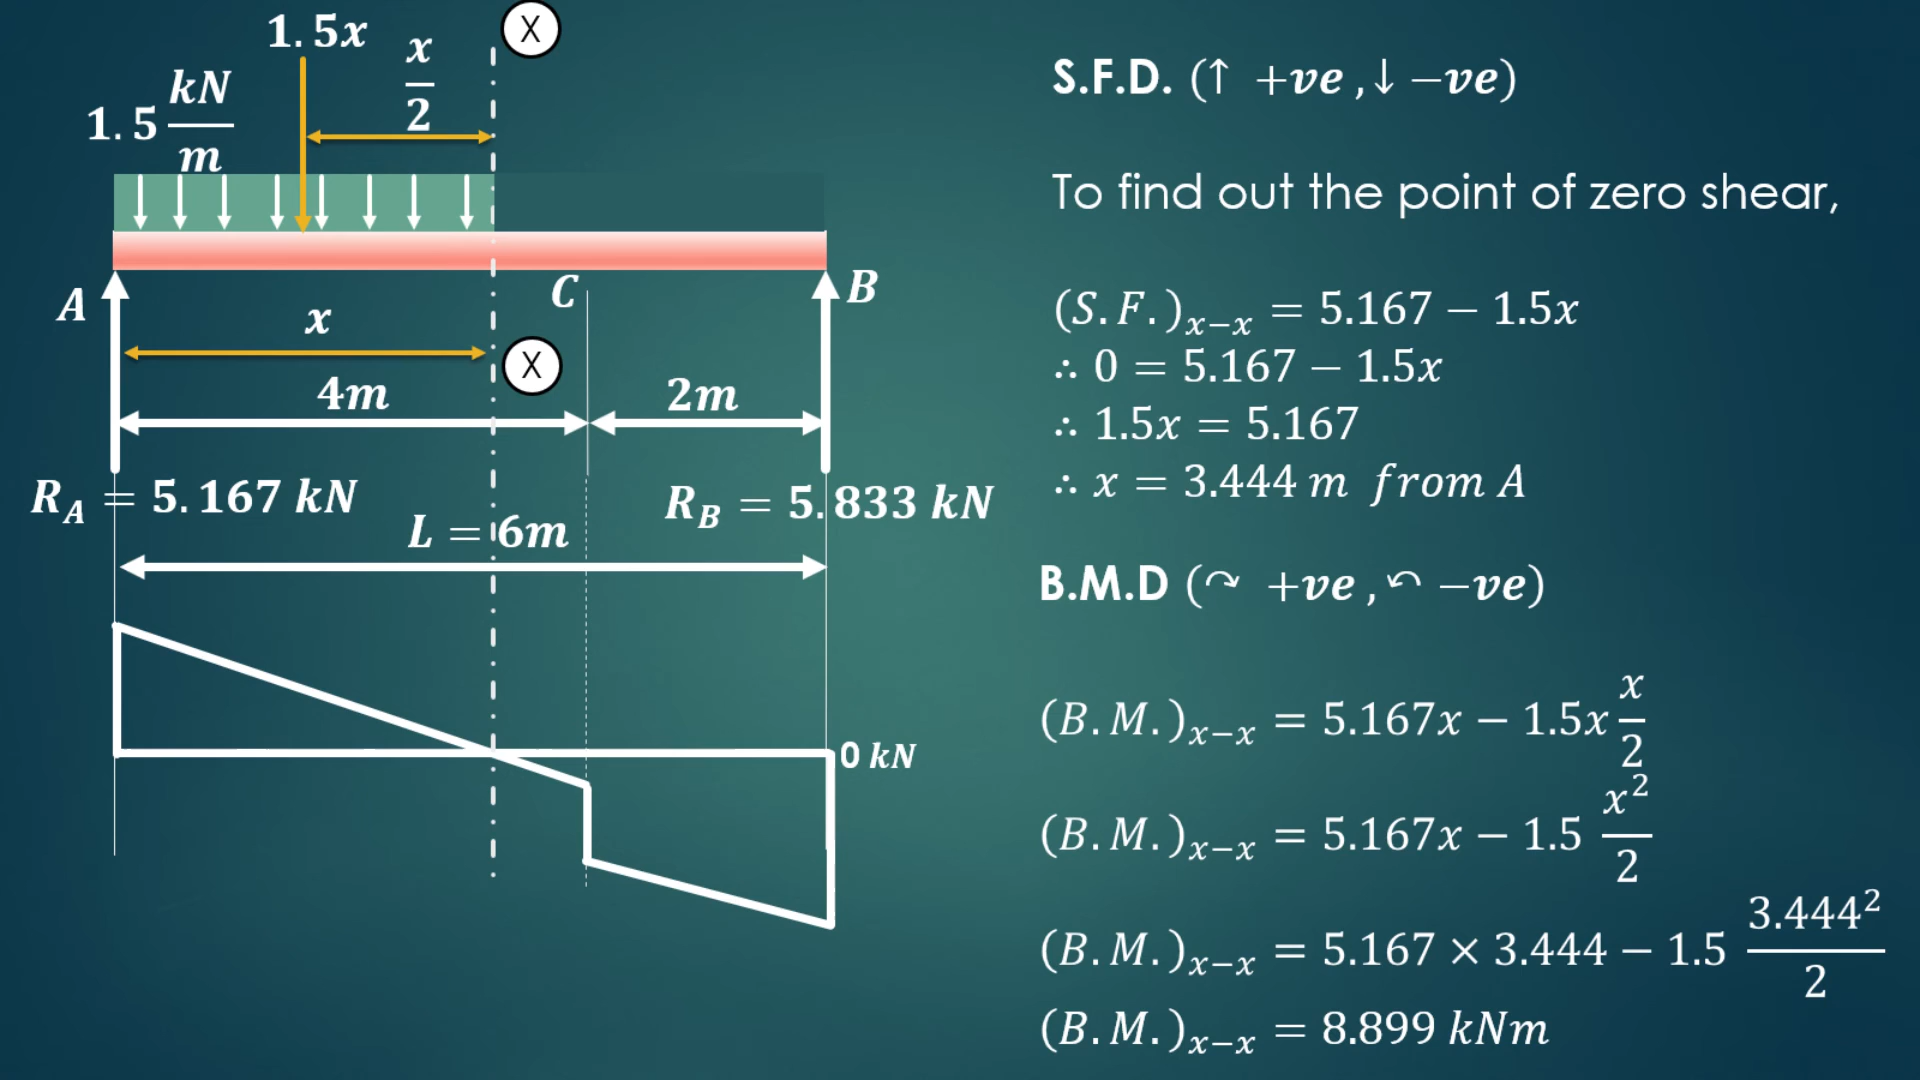 1.5x
x/2
X
1.5 kN/m
A
C
B
x
X
4m
2m
R_A = 5.167 kN
R_B = 5.833 kN
L = 6m
0 kN
S.F.D. (↑ +ve ,↓ −ve)
To find out the point of zero shear,
(S.F.)_{x−x} = 5.167 − 1.5x
∴ 0 = 5.167 − 1.5x
∴ 1.5x = 5.167
∴ x = 3.444 m from A
B.M.D (↷ +ve ,↶ −ve)
(B.M.)_{x−x} = 5.167x − 1.5x x/2
(B.M.)_{x−x} = 5.167x − 1.5 x²/2
(B.M.)_{x−x} = 5.167 × 3.444 − 1.5 3.444²/2
(B.M.)_{x−x} = 8.899 kNm